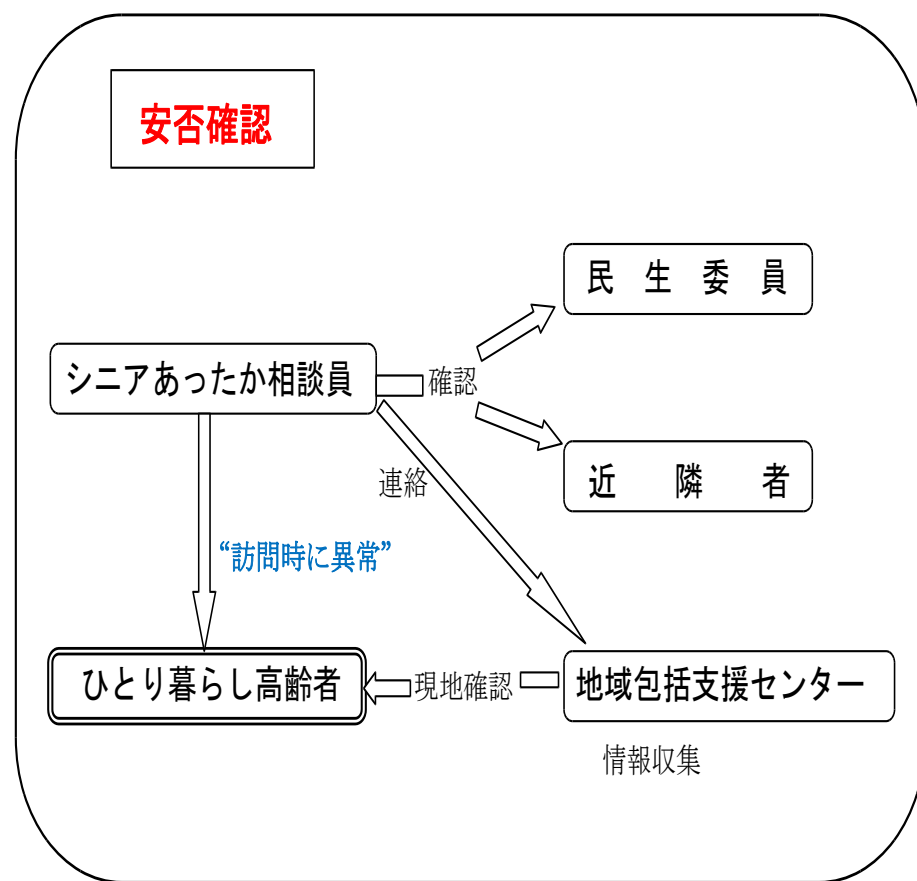 安否確認
民生委員
シニアあったか相談員
確認
連絡
近隣者
“訪問時に異常”
ひとり暮らし高齢者
現地確認
地域包括支援センター
情報収集